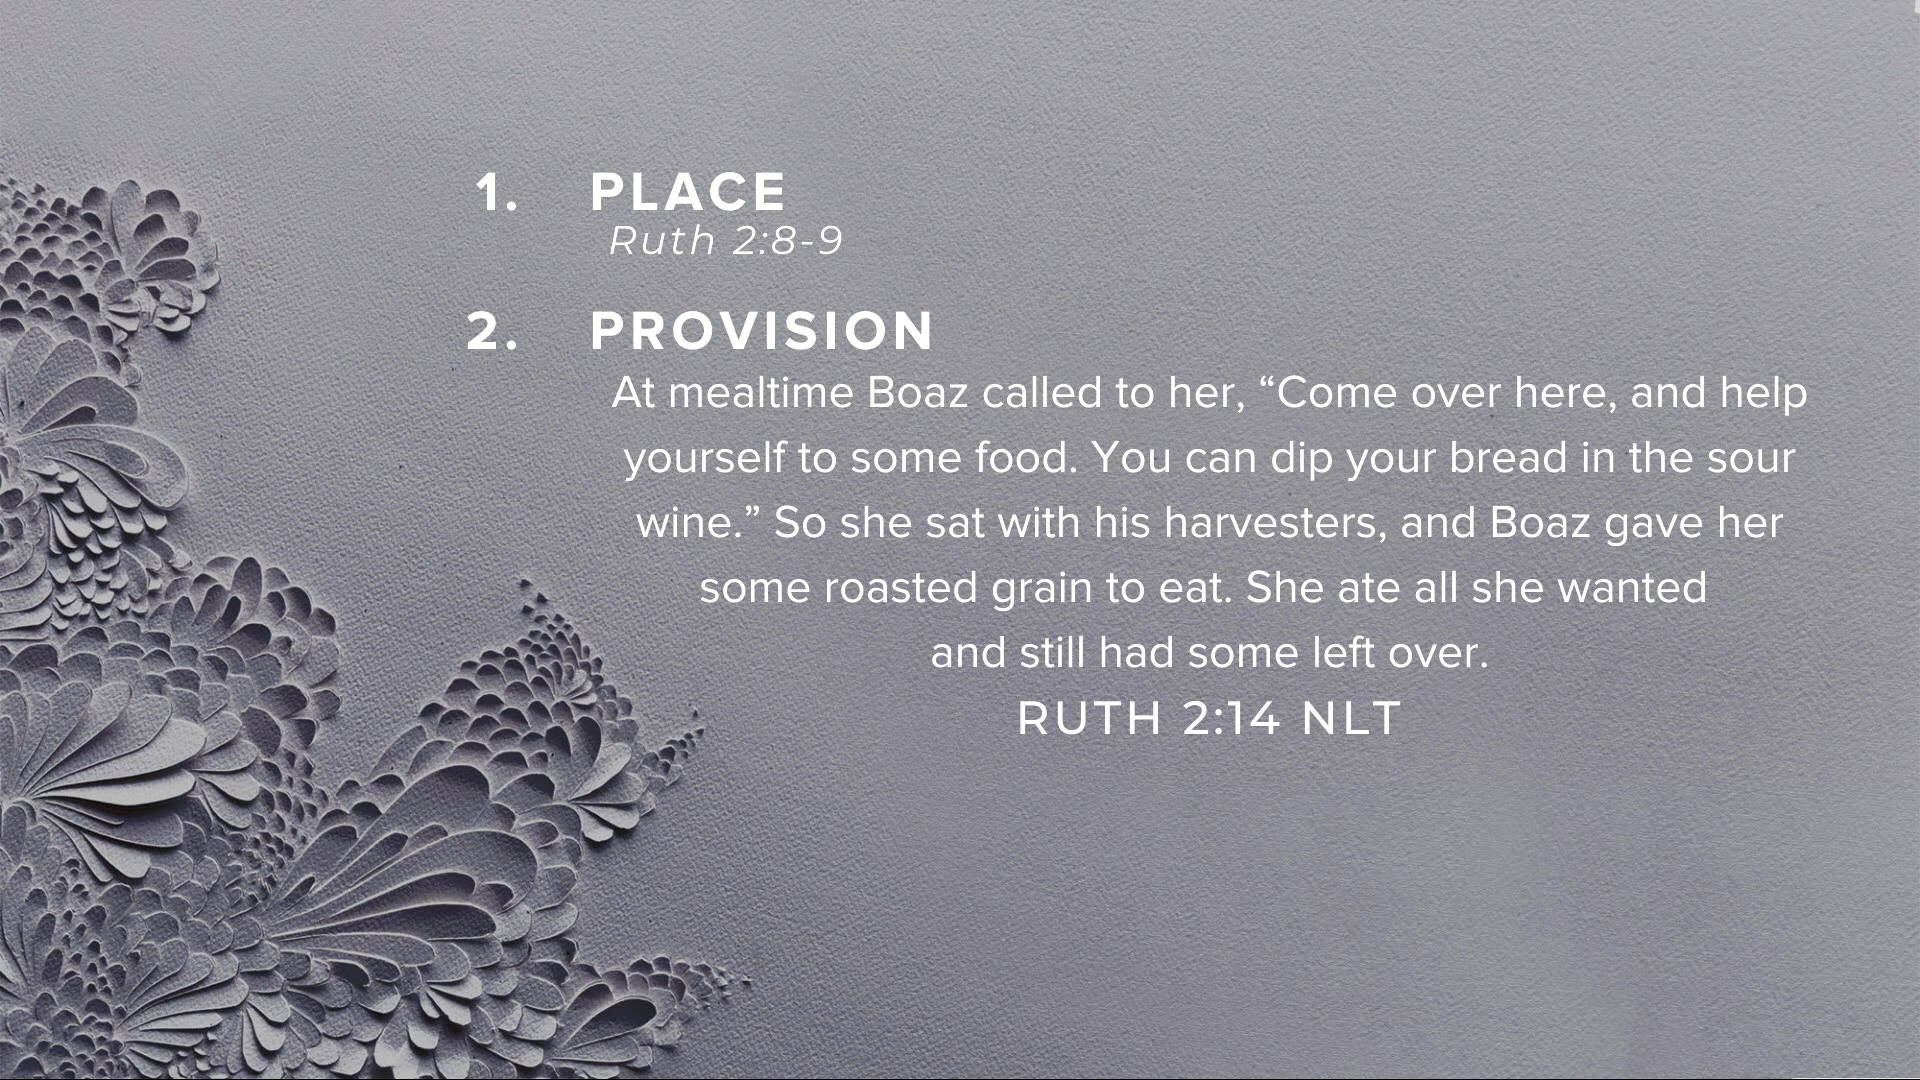 1. PLACE
Ruth 2:8-9
2. PROVISION
At mealtime Boaz called to her, “Come over here, and help
yourself to some food. You can dip your bread in the sour
wine.” So she sat with his harvesters, and Boaz gave her
some roasted grain to eat. She ate all she wanted
and still had some left over.
RUTH 2:14 NLT